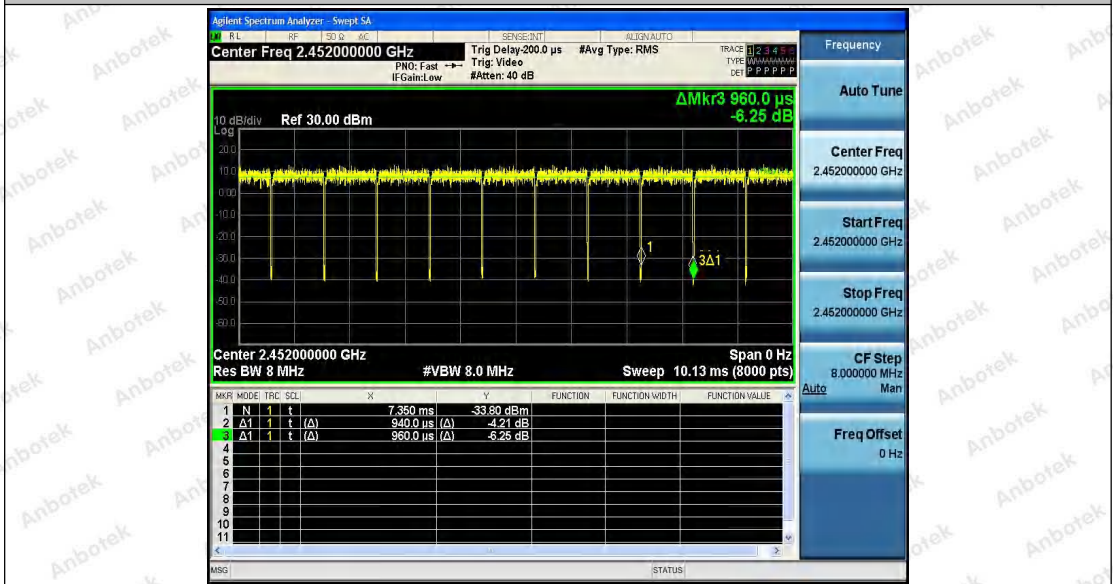 Agilent Spectrum Analyzer - Swept SA
RL RF 50 Ω AC SENSE:INT ALIGNAUTO
Center Freq 2.452000000 GHz
PNO: Fast
IFGain:Low
Trig Delay-200.0 µs
Trig: Video
#Atten: 40 dB
#Avg Type: RMS
TRACE 1 2 3 4 5 6
TYPE
DET P P P P P P
ΔMkr3 960.0 µs
-6.25 dB
10 dB/div Ref 30.00 dBm
Log
20.0
10.0
0.00
-10.0
-20.0
-30.0
-40.0
-50.0
-60.0
1
3Δ1
Center 2.452000000 GHz Span 0 Hz
Res BW 8 MHz #VBW 8.0 MHz Sweep 10.13 ms (8000 pts)
MKR MODE TRC SCL X Y FUNCTION FUNCTION WIDTH FUNCTION VALUE
1 N 1 t 7.350 ms -33.80 dBm
2 Δ1 1 t (Δ) 940.0 µs (Δ) -4.21 dB
3 Δ1 1 t (Δ) 960.0 µs (Δ) -6.25 dB
4
5
6
7
8
9
10
11
MSG STATUS
Frequency
Auto Tune
Center Freq
2.452000000 GHz
Start Freq
2.452000000 GHz
Stop Freq
2.452000000 GHz
CF Step
8.000000 MHz
Auto Man
Freq Offset
0 Hz
Anbotek